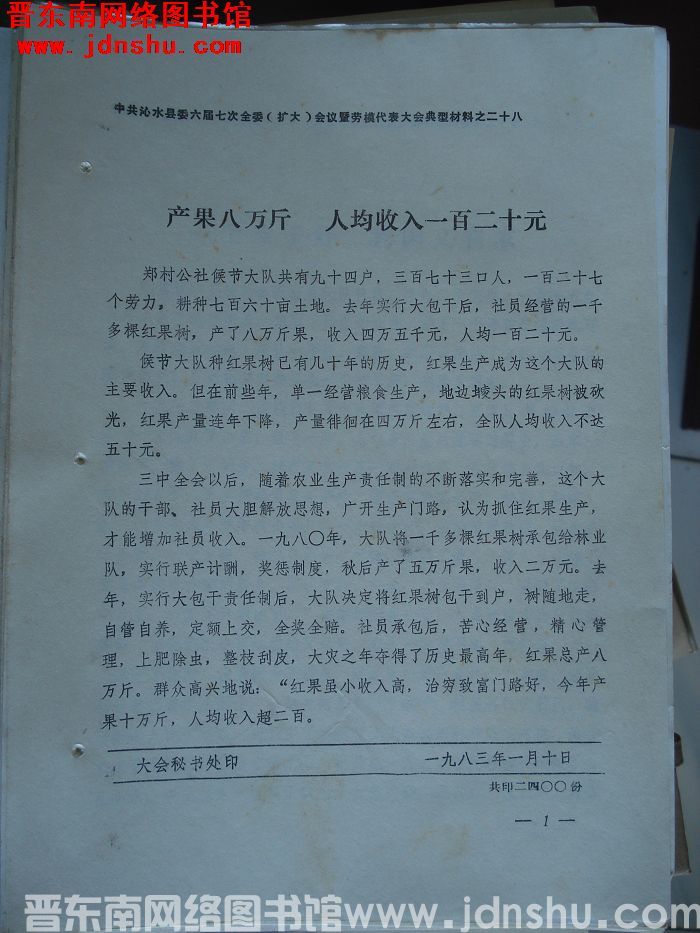 晋东南网络图书馆
www.jdnshu.com
中共沁水县委六届七次全委（扩大）会议暨劳模代表大会典型材料之二十八
产果八万斤 人均收入一百二十元
郑村公社候节大队共有九十四户，三百七十三口人，一百二十七
个劳力，耕种七百六十亩土地。去年实行大包干后，社员经营的一千
多棵红果树，产了八万斤果，收入四万五千元，人均一百二十元。
候节大队种红果树已有几十年的历史，红果生产成为这个大队的
主要收入。但在前些年，单一经营粮食生产，地边堎头的红果树被砍
光，红果产量连年下降，产量徘徊在四万斤左右，全队人均收入不达
五十元。
三中全会以后，随着农业生产责任制的不断落实和完善，这个大
队的干部、社员大胆解放思想，广开生产门路，认为抓住红果生产，
才能增加社员收入。一九八〇年，大队将一千多棵红果树承包给林业
队，实行联产计酬，奖惩制度，秋后产了五万斤果，收入二万元。去
年，实行大包干责任制后，大队决定将红果树包干到户，树随地走，
自管自养，定额上交，全奖全赔。社员承包后，苦心经营，精心管
理，上肥除虫，整枝刮皮，大灾之年夺得了历史最高年，红果总产八
万斤。群众高兴地说：“红果虽小收入高，治穷致富门路好，今年产
果十万斤，人均收入超二百。
大会秘书处印 一九八三年一月十日
共印二四〇〇份
— 1 —
晋东南网络图书馆www.jdnshu.com